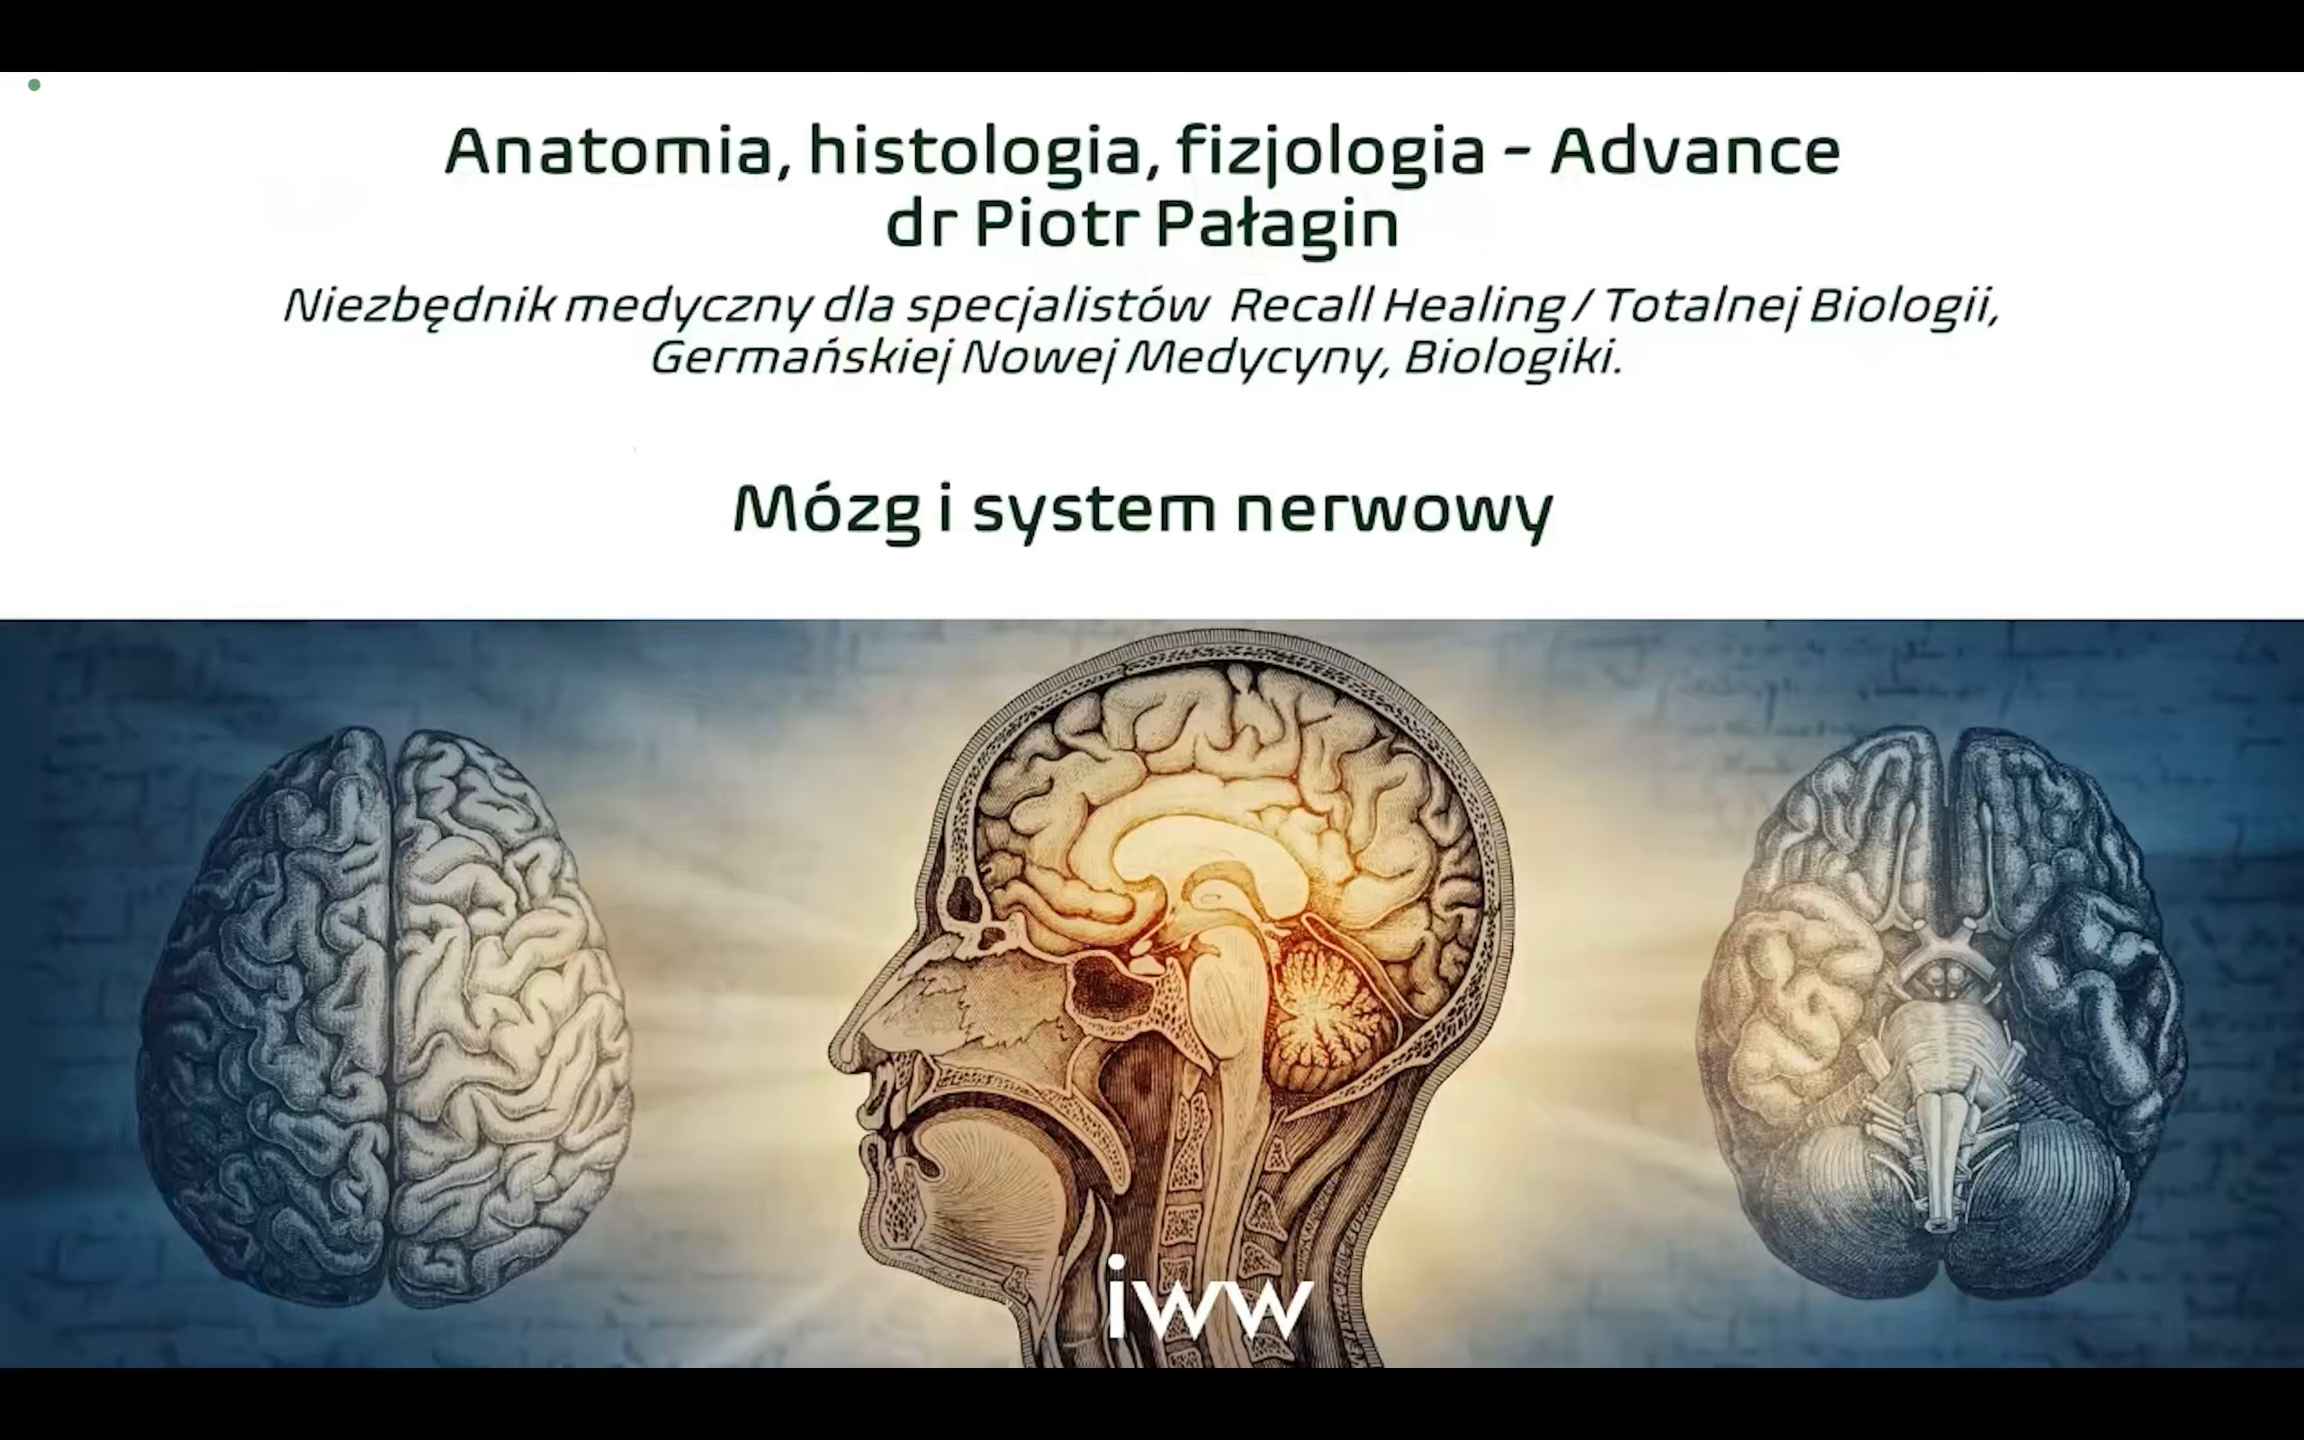 Anatomia, histologia, fizjologia - Advance
dr Piotr Pałagin
Niezbędnik medyczny dla specjalistów Recall Healing / Totalnej Biologii,
Germańskiej Nowej Medycyny, Biologiki.
Mózg i system nerwowy
iww